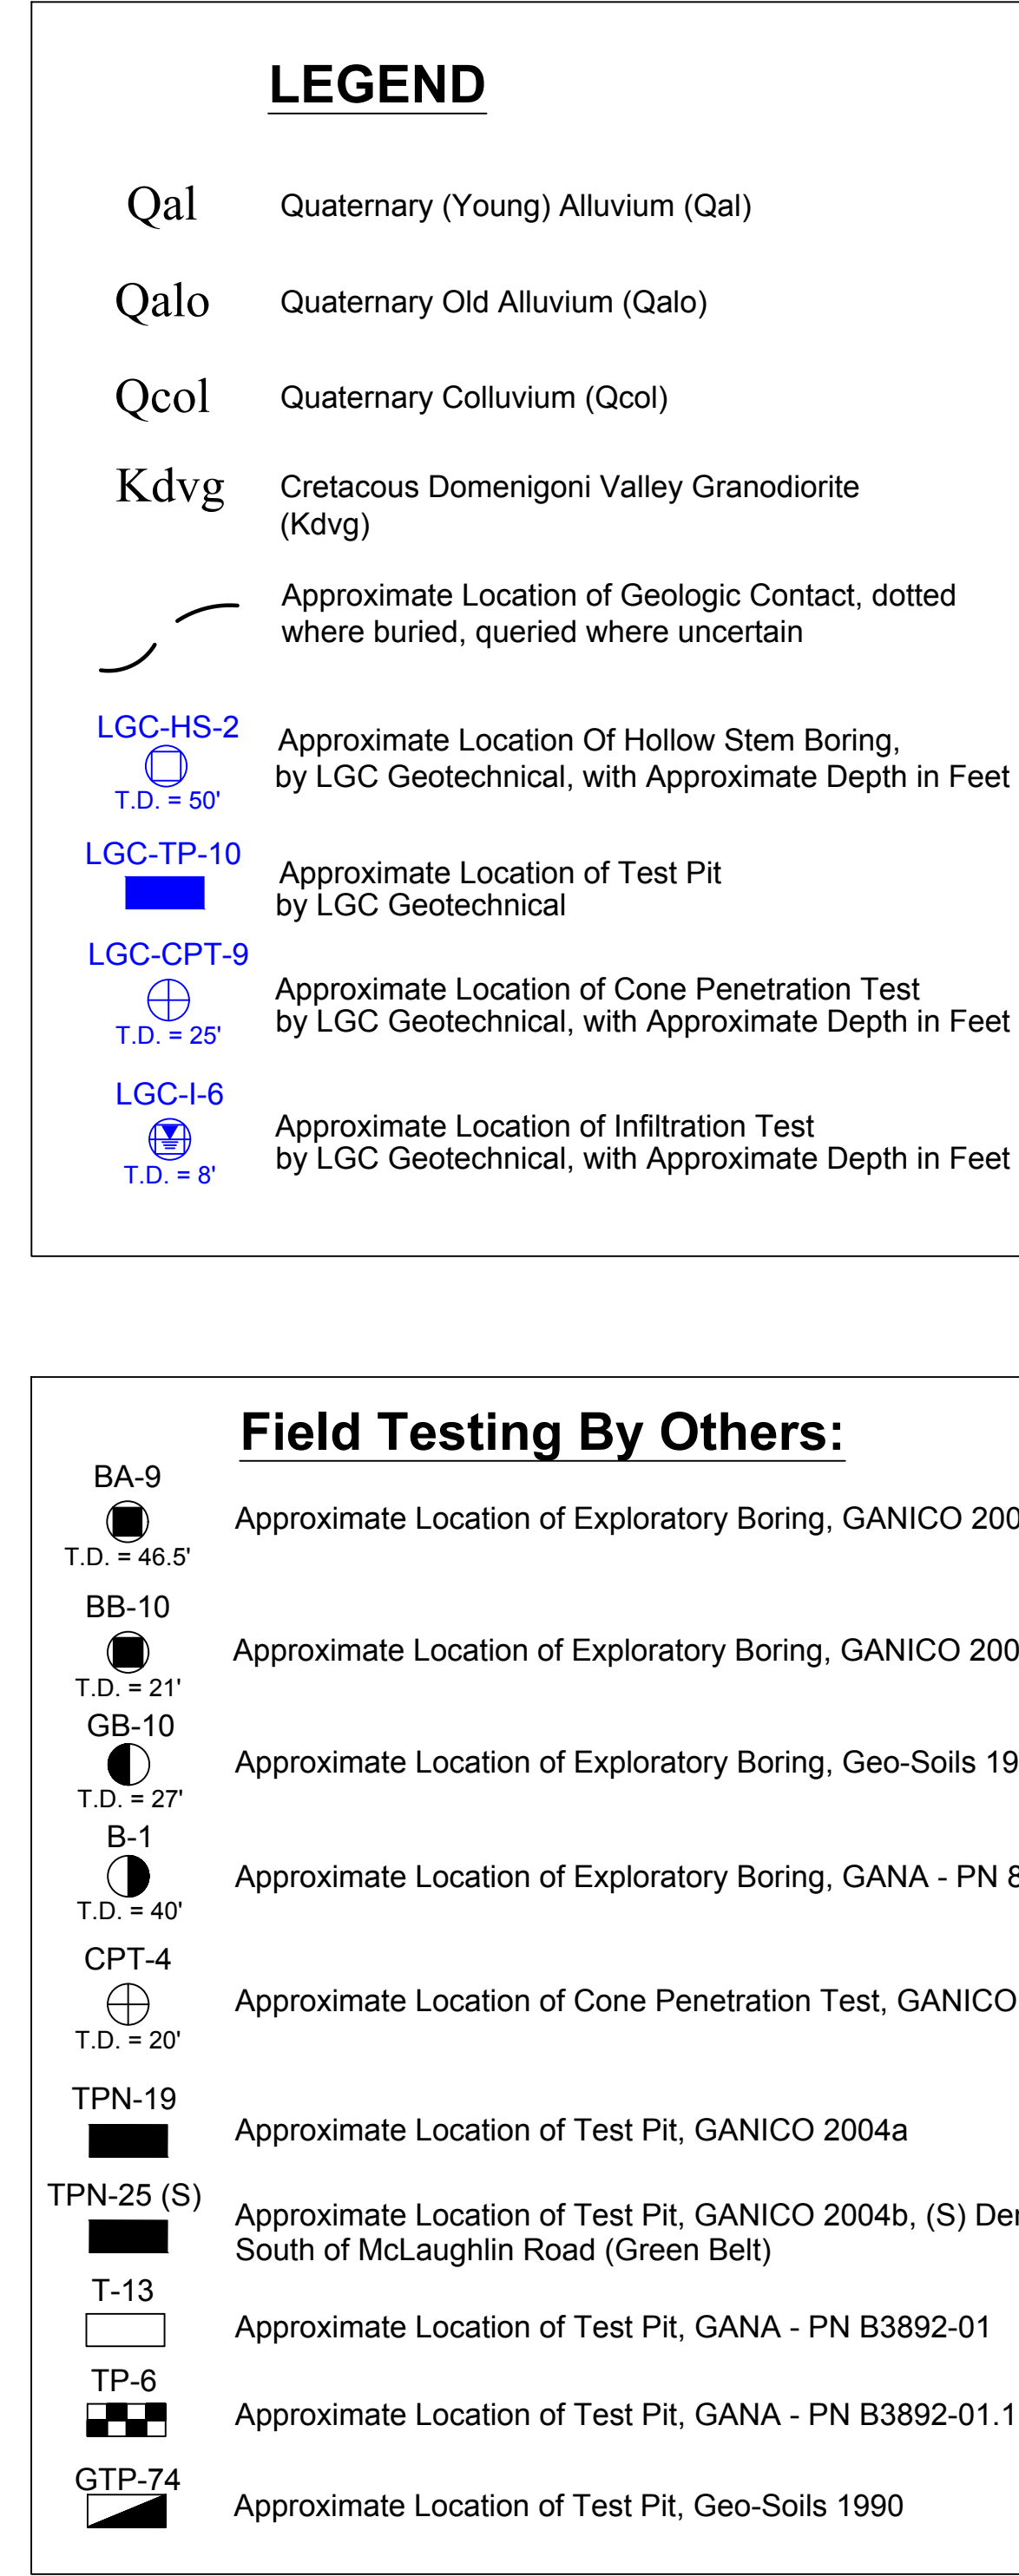 LEGEND
Qal
Quaternary (Young) Alluvium (Qal)
Qalo
Quaternary Old Alluvium (Qalo)
Qcol
Quaternary Colluvium (Qcol)
Kdvg
Cretacous Domenigoni Valley Granodiorite
(Kdvg)
Approximate Location of Geologic Contact, dotted
where buried, queried where uncertain
LGC-HS-2
T.D. = 50'
Approximate Location Of Hollow Stem Boring,
by LGC Geotechnical, with Approximate Depth in Feet
LGC-TP-10
Approximate Location of Test Pit
by LGC Geotechnical
LGC-CPT-9
T.D. = 25'
Approximate Location of Cone Penetration Test
by LGC Geotechnical, with Approximate Depth in Feet
LGC-I-6
T.D. = 8'
Approximate Location of Infiltration Test
by LGC Geotechnical, with Approximate Depth in Feet
Field Testing By Others:
BA-9
T.D. = 46.5'
Approximate Location of Exploratory Boring, GANICO 200
BB-10
T.D. = 21'
Approximate Location of Exploratory Boring, GANICO 200
GB-10
T.D. = 27'
Approximate Location of Exploratory Boring, Geo-Soils 19
B-1
T.D. = 40'
Approximate Location of Exploratory Boring, GANA - PN
CPT-4
T.D. = 20'
Approximate Location of Cone Penetration Test, GANICO
TPN-19
Approximate Location of Test Pit, GANICO 2004a
TPN-25 (S)
Approximate Location of Test Pit, GANICO 2004b, (S)
South of McLaughlin Road (Green Belt)
T-13
Approximate Location of Test Pit, GANA - PN B3892-01
TP-6
Approximate Location of Test Pit, GANA - PN B3892-01.1
GTP-74
Approximate Location of Test Pit, Geo-Soils 1990